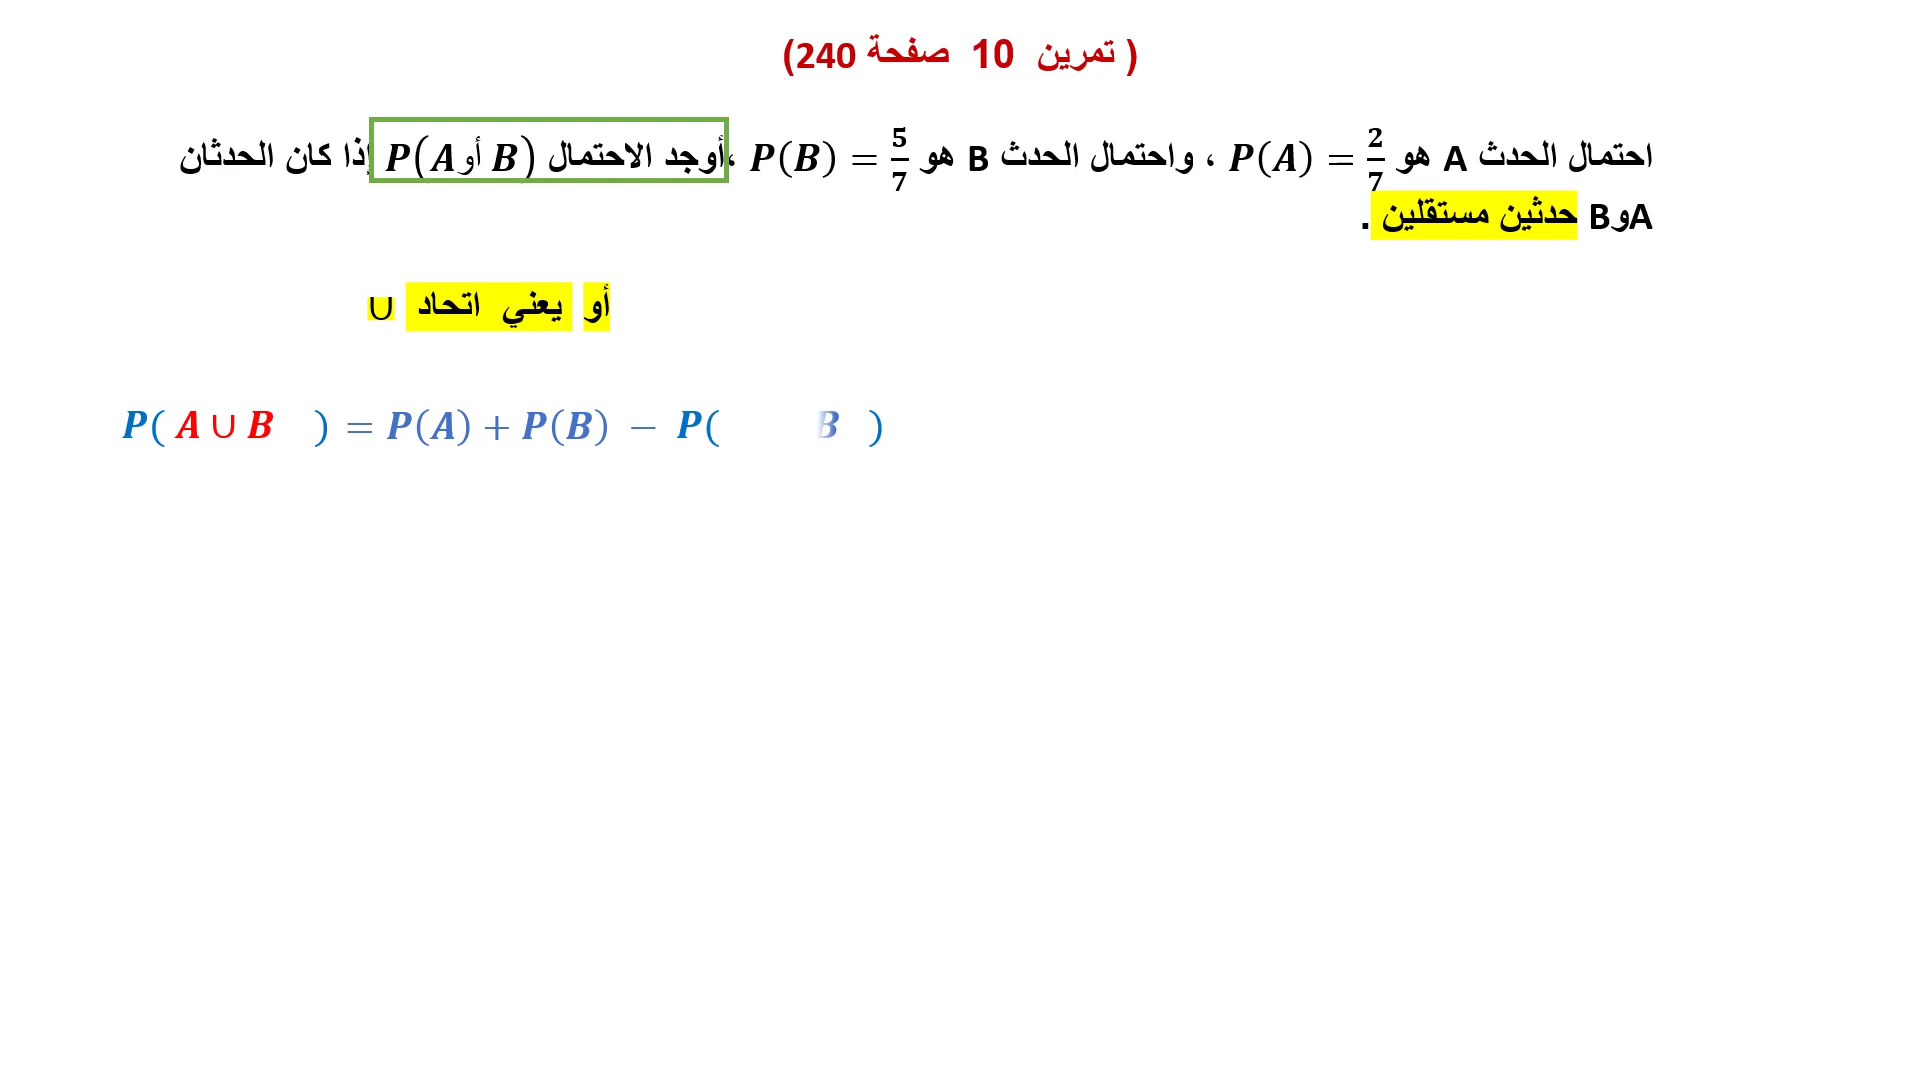 ( تمرين 10 صفحة 240)
احتمال الحدث A هو P(A) = 2/7 ، واحتمال الحدث B هو P(B) = 5/7 ،أوجد الاحتمال P(A أو B) إذا كان الحدثان
Aو B حدثين مستقلين .
أو يعني اتحاد ∪
P( A ∪ B ) = P(A) + P(B) − P( B )